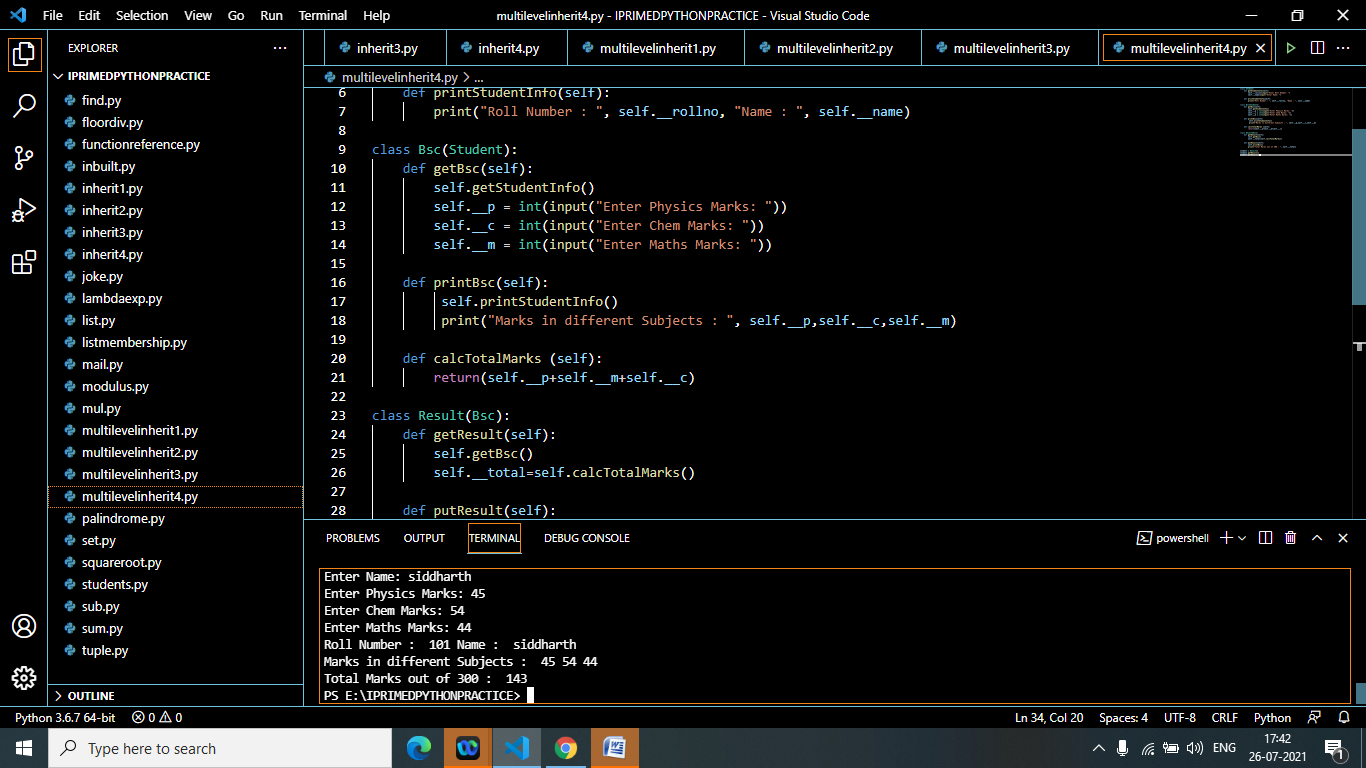 File Edit Selection View Go Run Terminal Help
multilevelinherit4.py - IPRIMEDPYTHONPRACTICE - Visual Studio Code
EXPLORER
inherit3.py inherit4.py multilevelinherit1.py multilevelinherit2.py multilevelinherit3.py multilevelinherit4.py
IPRIMEDPYTHONPRACTICE
find.py
floordiv.py
functionreference.py
inbuilt.py
inherit1.py
inherit2.py
inherit3.py
inherit4.py
joke.py
lambdaexp.py
list.py
listmembership.py
mail.py
modulus.py
mul.py
multilevelinherit1.py
multilevelinherit2.py
multilevelinherit3.py
multilevelinherit4.py
palindrome.py
set.py
squareroot.py
students.py
sub.py
sum.py
tuple.py
OUTLINE
multilevelinherit4.py > ...
6 def printStudentInfo(self):
7 print("Roll Number : ", self.__rollno, "Name : ", self.__name)
8
9 class Bsc(Student):
10 def getBsc(self):
11 self.getStudentInfo()
12 self.__p = int(input("Enter Physics Marks: "))
13 self.__c = int(input("Enter Chem Marks: "))
14 self.__m = int(input("Enter Maths Marks: "))
15
16 def printBsc(self):
17 self.printStudentInfo()
18 print("Marks in different Subjects : ", self.__p,self.__c,self.__m)
19
20 def calcTotalMarks (self):
21 return(self.__p+self.__m+self.__c)
22
23 class Result(Bsc):
24 def getResult(self):
25 self.getBsc()
26 self.__total=self.calcTotalMarks()
27
28 def putResult(self):
PROBLEMS OUTPUT TERMINAL DEBUG CONSOLE
powershell
Enter Name: siddharth
Enter Physics Marks: 45
Enter Chem Marks: 54
Enter Maths Marks: 44
Roll Number :  101 Name :  siddharth
Marks in different Subjects :  45 54 44
Total Marks out of 300 :  143
PS E:\IPRIMEDPYTHONPRACTICE>
Python 3.6.7 64-bit 0 0 Ln 34, Col 20 Spaces: 4 UTF-8 CRLF Python
Type here to search
ENG
17:42
26-07-2021
1